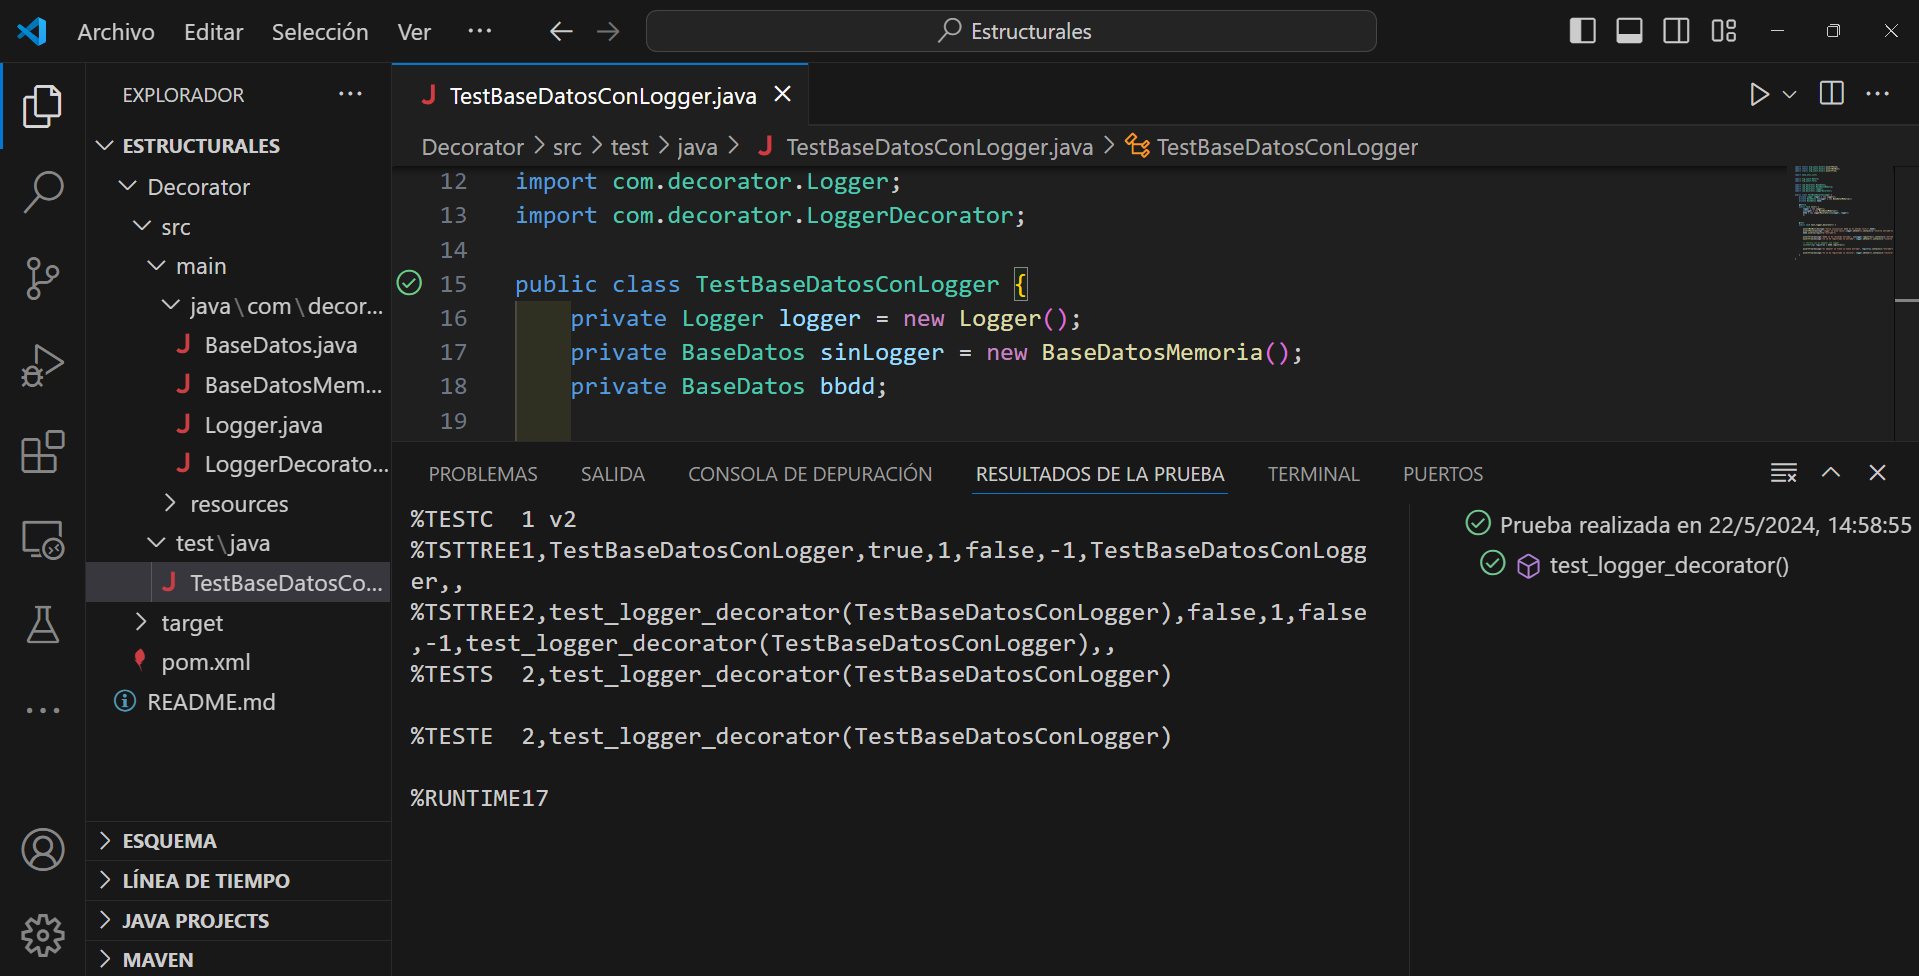 Archivo Editar Selección Ver ···
Estructurales
EXPLORADOR ···
ESTRUCTURALES
Decorator
src
main
java\com\decor...
BaseDatos.java
BaseDatosMem...
Logger.java
LoggerDecorato...
resources
test\java
TestBaseDatosCo...
target
pom.xml
README.md
ESQUEMA
LÍNEA DE TIEMPO
JAVA PROJECTS
MAVEN
TestBaseDatosConLogger.java
Decorator > src > test > java > TestBaseDatosConLogger.java > TestBaseDatosConLogger
12 import com.decorator.Logger;
13 import com.decorator.LoggerDecorator;
14
15 public class TestBaseDatosConLogger {
16 private Logger logger = new Logger();
17 private BaseDatos sinLogger = new BaseDatosMemoria();
18 private BaseDatos bbdd;
19
PROBLEMAS SALIDA CONSOLA DE DEPURACIÓN RESULTADOS DE LA PRUEBA TERMINAL PUERTOS
%TESTC 1 v2
%TSTTREE1,TestBaseDatosConLogger,true,1,false,-1,TestBaseDatosConLogg
er,,
%TSTTREE2,test_logger_decorator(TestBaseDatosConLogger),false,1,false
,-1,test_logger_decorator(TestBaseDatosConLogger),,
%TESTS 2,test_logger_decorator(TestBaseDatosConLogger)
%TESTE 2,test_logger_decorator(TestBaseDatosConLogger)
%RUNTIME17
Prueba realizada en 22/5/2024, 14:58:55
test_logger_decorator()